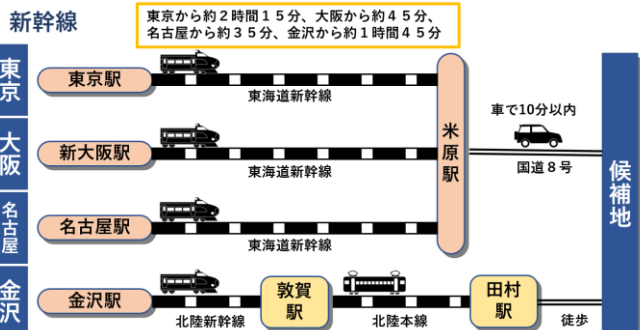 新幹線
東京から約２時間１５分、大阪から約４５分、
名古屋から約３５分、金沢から約１時間４５分
東京
東京駅
東海道新幹線
大阪
新大阪駅
東海道新幹線
名古屋
名古屋駅
東海道新幹線
米原駅
車で10分以内
国道８号
候補地
金沢
金沢駅
北陸新幹線
敦賀
駅
北陸本線
田村
駅
徒歩